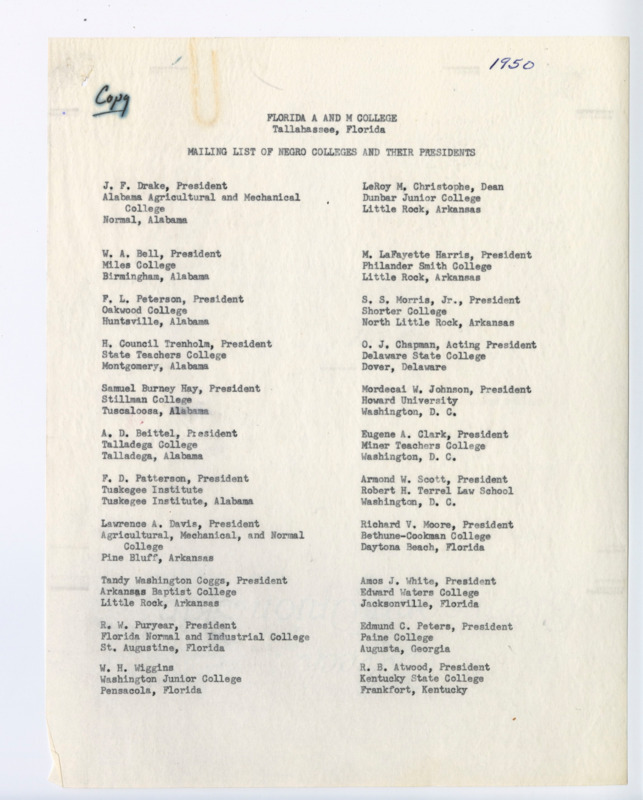 1950
Copy
FLORIDA A AND M COLLEGE
Tallahassee, Florida
MAILING LIST OF NEGRO COLLEGES AND THEIR PRESIDENTS
J. F. Drake, President
Alabama Agricultural and Mechanical
College
Normal, Alabama
W. A. Bell, President
Miles College
Birmingham, Alabama
F. L. Peterson, President
Oakwood College
Huntsville, Alabama
H. Council Trenholm, President
State Teachers College
Montgomery, Alabama
Samuel Burney Hay, President
Stillman College
Tuscaloosa, Alabama
A. D. Beittel, President
Talladega College
Talladega, Alabama
F. D. Patterson, President
Tuskegee Institute
Tuskegee Institute, Alabama
Lawrence A. Davis, President
Agricultural, Mechanical, and Normal
College
Pine Bluff, Arkansas
Tandy Washington Coggs, President
Arkansas Baptist College
Little Rock, Arkansas
R. W. Puryear, President
Florida Normal and Industrial College
St. Augustine, Florida
W. H. Wiggins
Washington Junior College
Pensacola, Florida
LeRoy M. Christophe, Dean
Dunbar Junior College
Little Rock, Arkansas
M. LaFayette Harris, President
Philander Smith College
Little Rock, Arkansas
S. S. Morris, Jr., President
Shorter College
North Little Rock, Arkansas
O. J. Chapman, Acting President
Delaware State College
Dover, Delaware
Mordecai W. Johnson, President
Howard University
Washington, D. C.
Eugene A. Clark, President
Miner Teachers College
Washington, D. C.
Armond W. Scott, President
Robert H. Terrel Law School
Washington, D. C.
Richard V. Moore, President
Bethune-Cookman College
Daytona Beach, Florida
Amos J. White, President
Edward Waters College
Jacksonville, Florida
Edmund C. Peters, President
Paine College
Augusta, Georgia
R. B. Atwood, President
Kentucky State College
Frankfort, Kentucky